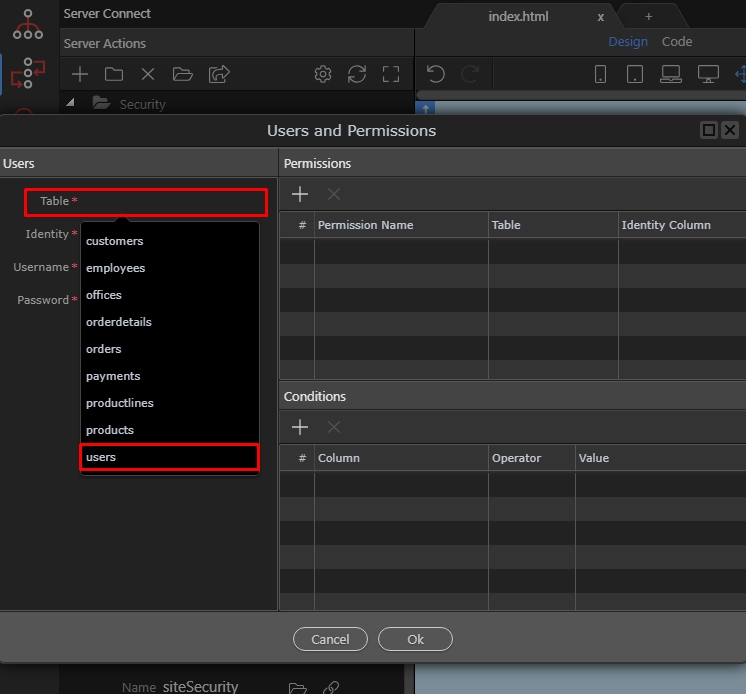 Server Connect
index.html x +
Server Actions
Design Code
Security
Users and Permissions
Users
Permissions
Table *
Identity *
Username *
Password *
customers
employees
offices
orderdetails
orders
payments
productlines
products
users
# Permission Name Table Identity Column
Conditions
# Column Operator Value
Cancel Ok
Name siteSecurity